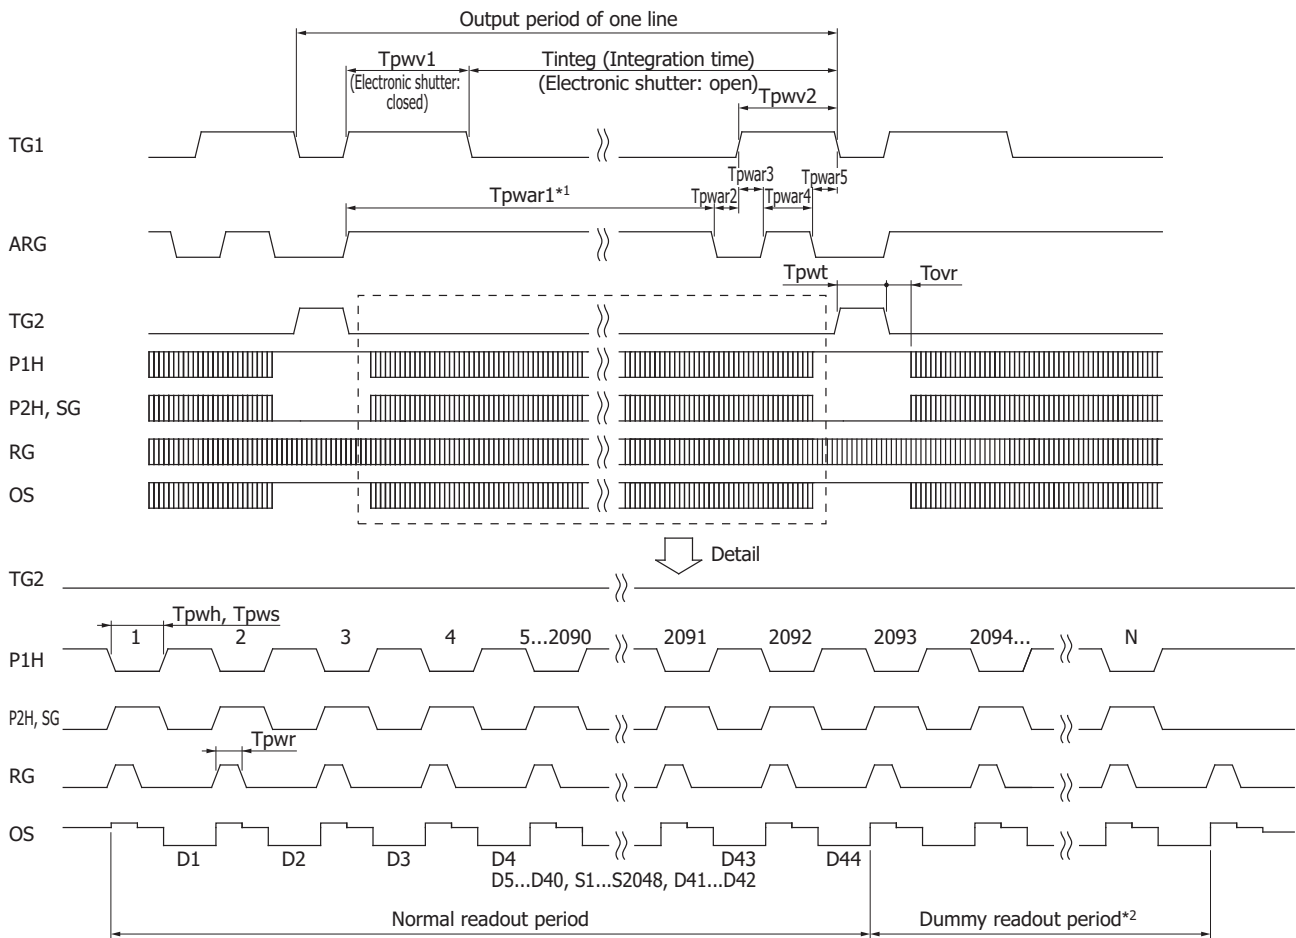 Output period of one line
Tpwv1
Tinteg (Integration time)
(Electronic shutter:
closed)
(Electronic shutter: open)
Tpwv2
TG1
Tpwar3
Tpwar5
Tpwar1*1
Tpwar2
Tpwar4
ARG
Tpwt
Tovr
TG2
P1H
P2H, SG
RG
OS
Detail
TG2
Tpwh, Tpws
1 2 3 4 5...2090 2091 2092 2093 2094... N
P1H
P2H, SG
Tpwr
RG
OS
D1 D2 D3 D4 D43 D44
D5...D40, S1...S2048, D41...D42
Normal readout period
Dummy readout period*2